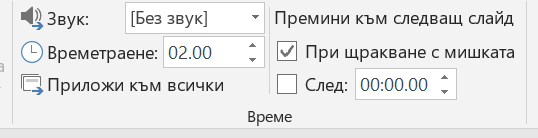 Звук: [Без звук]
Времетраене: 02.00
Приложи към всички
Премини към следващ слайд
При щракване с мишката
След: 00:00.00
Време